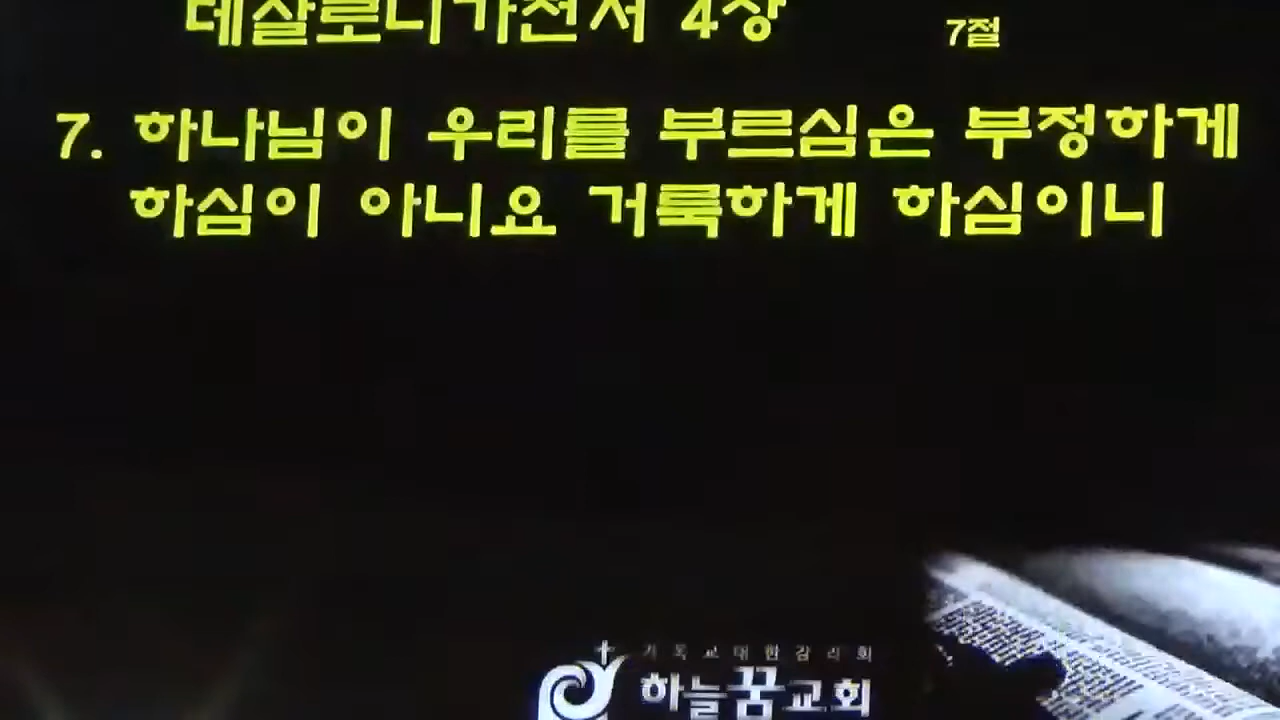 데살로니가전서 4장 7절
7. 하나님이 우리를 부르심은 부정하게
하심이 아니요 거룩하게 하심이니
기독교대한감리회
하늘꿈교회